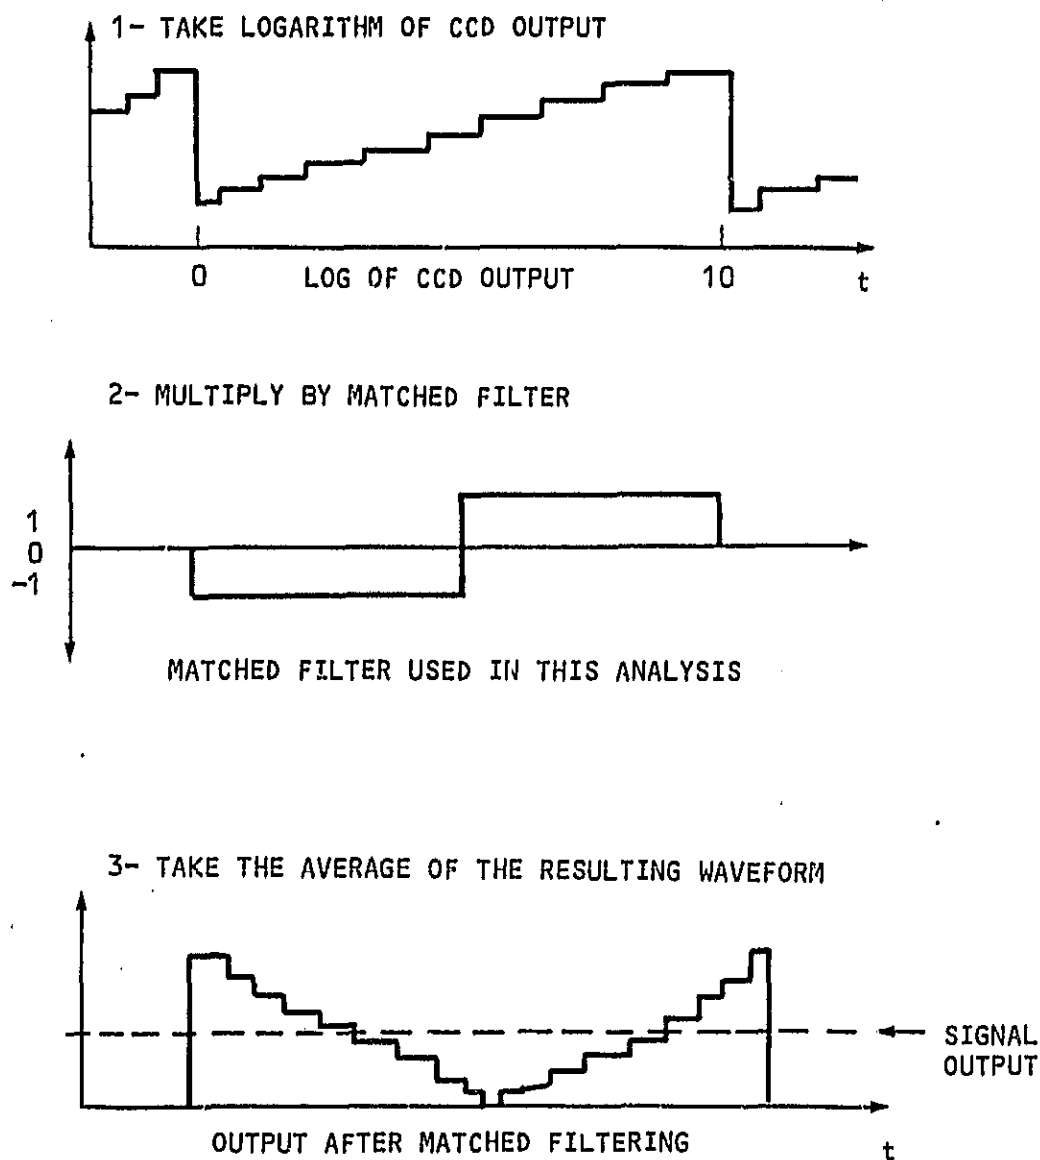 1- TAKE LOGARITHM OF CCD OUTPUT
0
LOG OF CCD OUTPUT
10
t
2- MULTIPLY BY MATCHED FILTER
1
0
-1
MATCHED FILTER USED IN THIS ANALYSIS
3- TAKE THE AVERAGE OF THE RESULTING WAVEFORM
SIGNAL
OUTPUT
OUTPUT AFTER MATCHED FILTERING
t